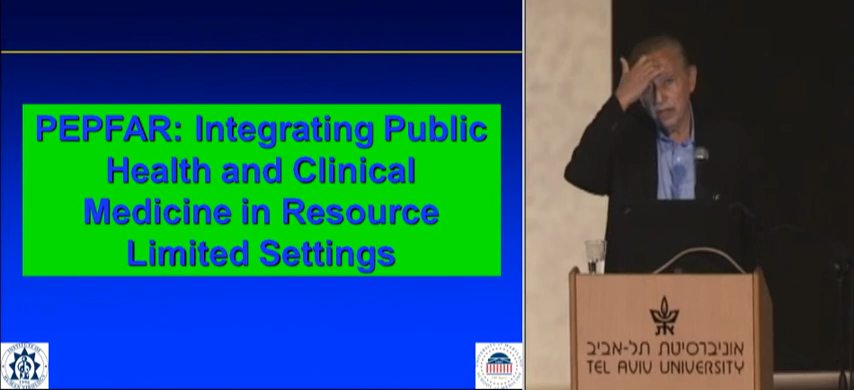 PEPFAR: Integrating Public
Health and Clinical
Medicine in Resource
Limited Settings
אוניברסיטת תל-אביב
TEL AVIV UNIVERSITY